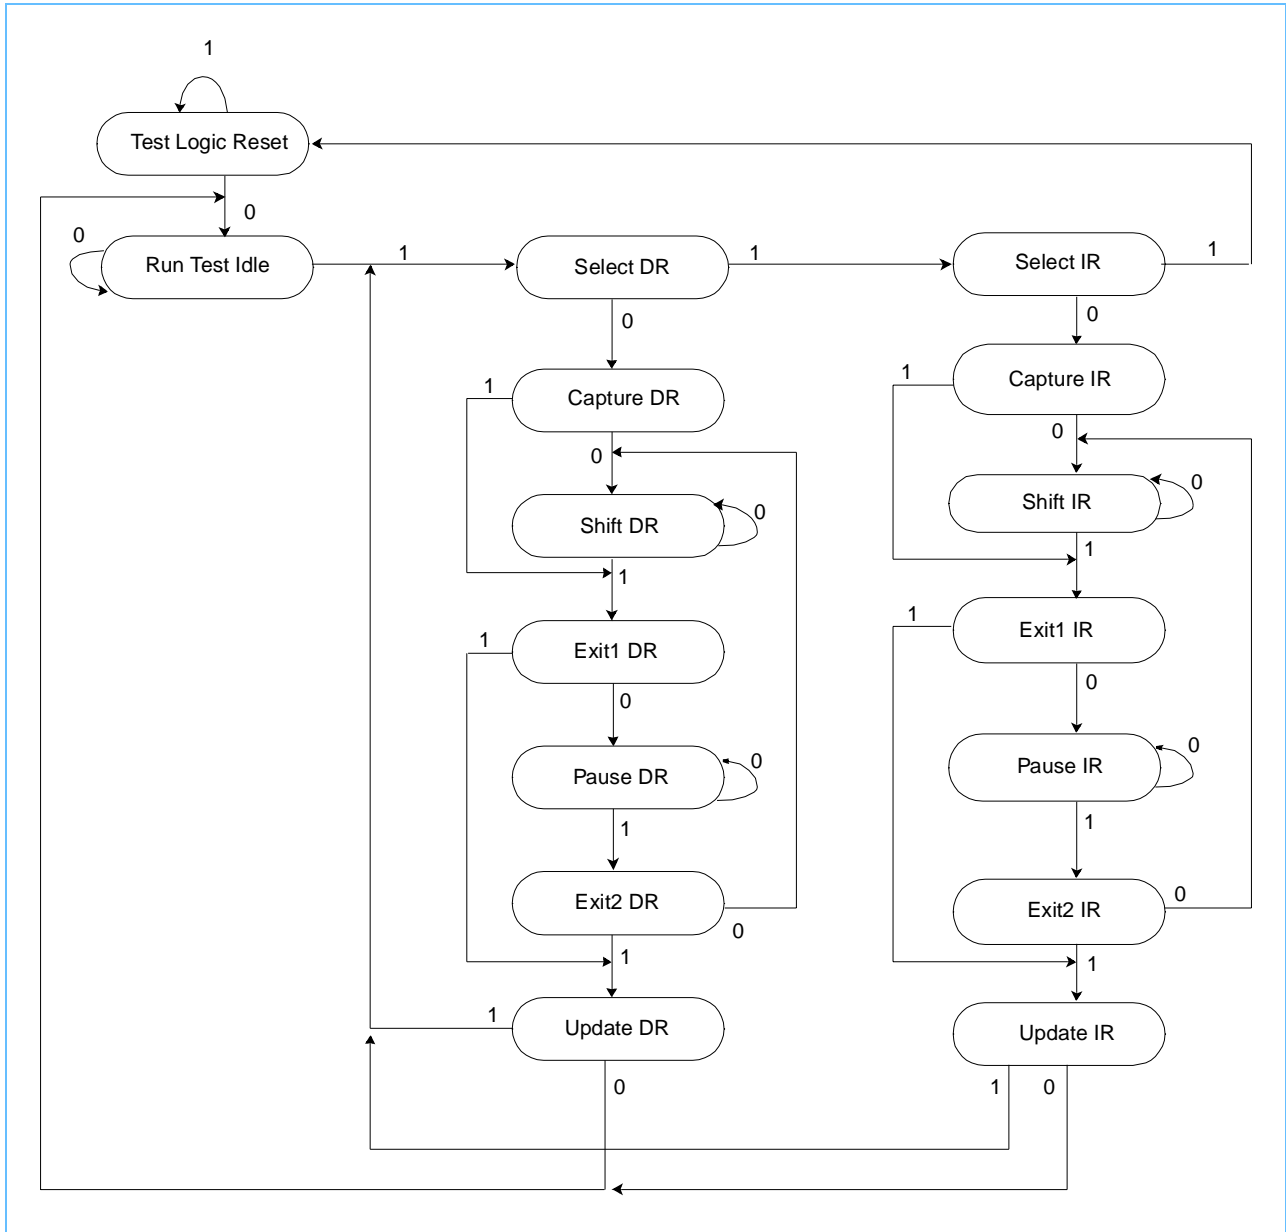 1
Test Logic Reset
0
0
Run Test Idle
1
Select DR
1
Select IR
1
0
0
1
Capture DR
1
Capture IR
0
0
Shift DR
0
Shift IR
0
1
1
1
Exit1 DR
1
Exit1 IR
0
0
Pause DR
0
Pause IR
0
1
1
Exit2 DR
0
Exit2 IR
0
1
1
1
Update DR
Update IR
0
1
0